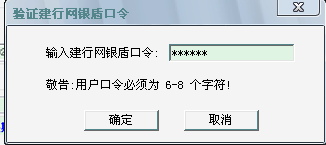 验证建行网银盾口令
输入建行网银盾口令: ******
敬告:用户口令必须为 6-8 个字符!
确定 取消